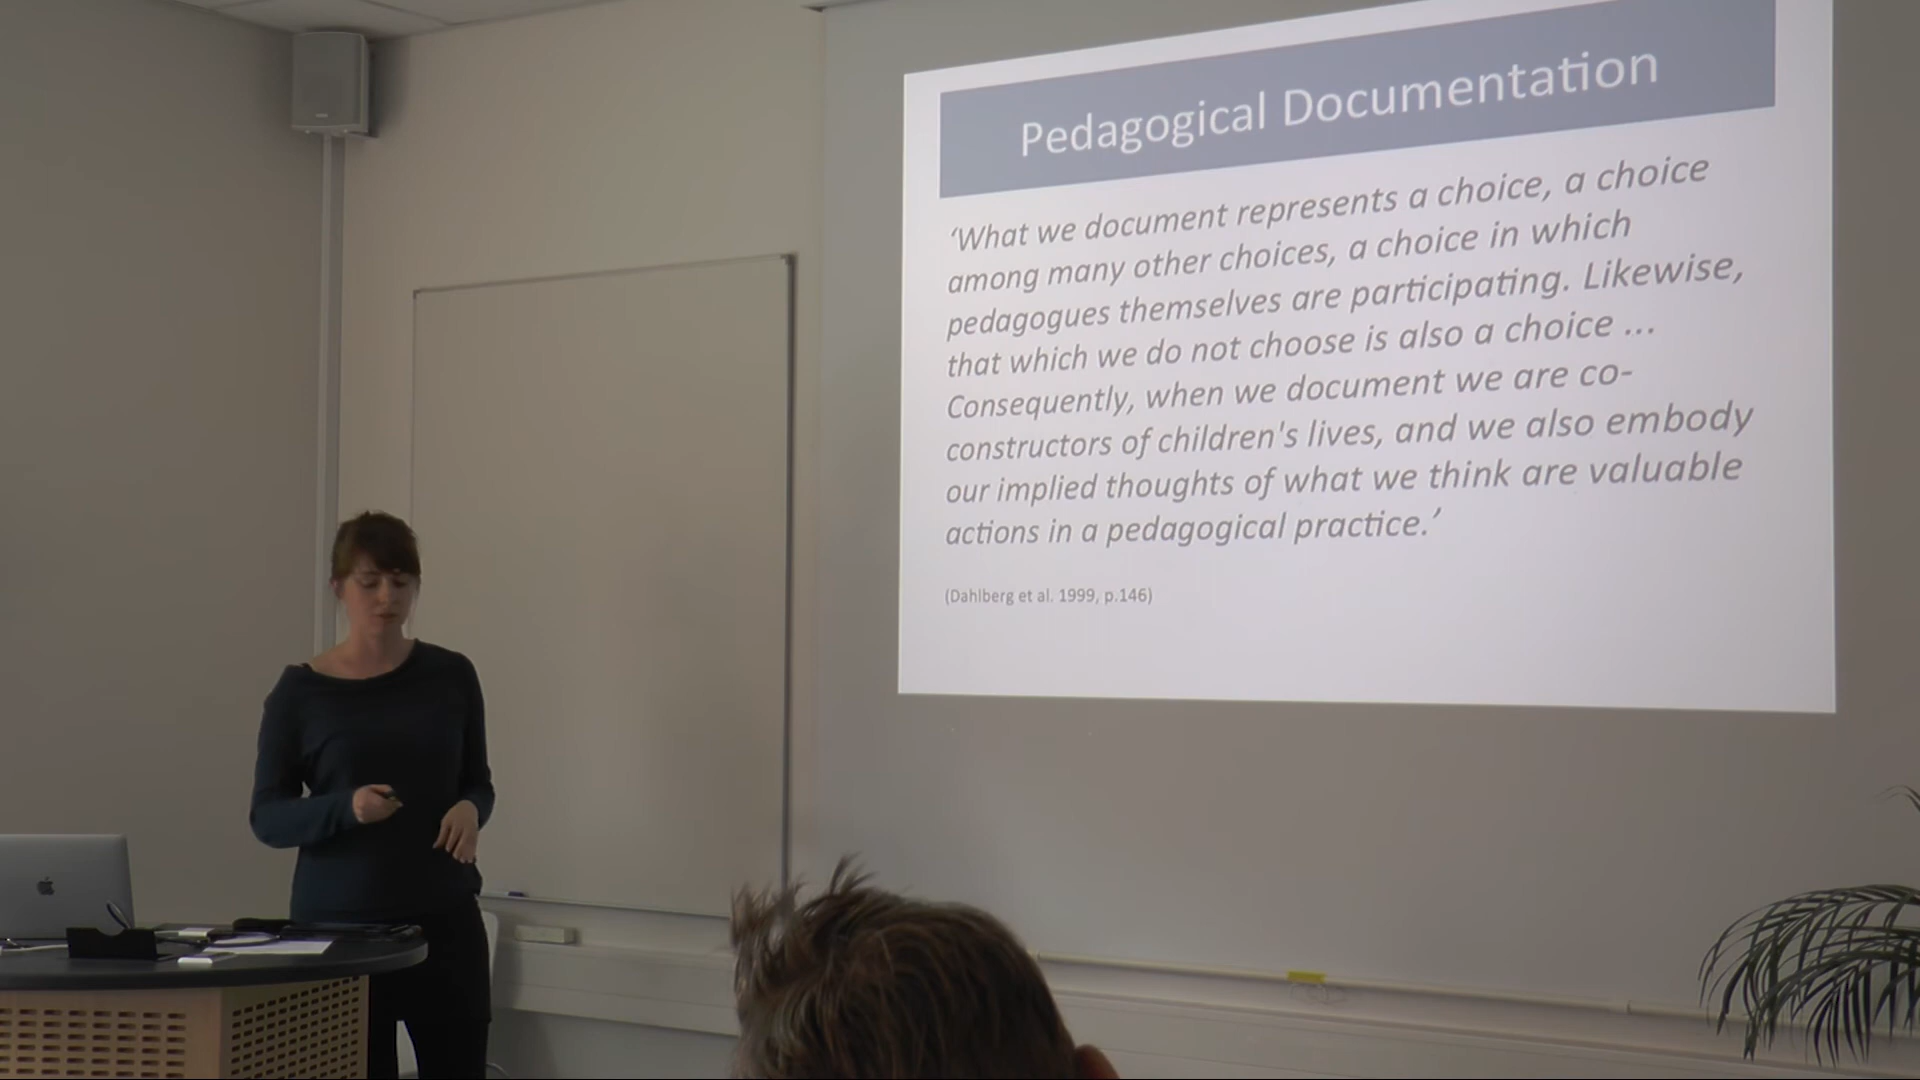 Pedagogical Documentation
‘What we document represents a choice, a choice
among many other choices, a choice in which
pedagogues themselves are participating. Likewise,
that which we do not choose is also a choice ...
Consequently, when we document we are co-
constructors of children's lives, and we also embody
our implied thoughts of what we think are valuable
actions in a pedagogical practice.’
(Dahlberg et al. 1999, p.146)